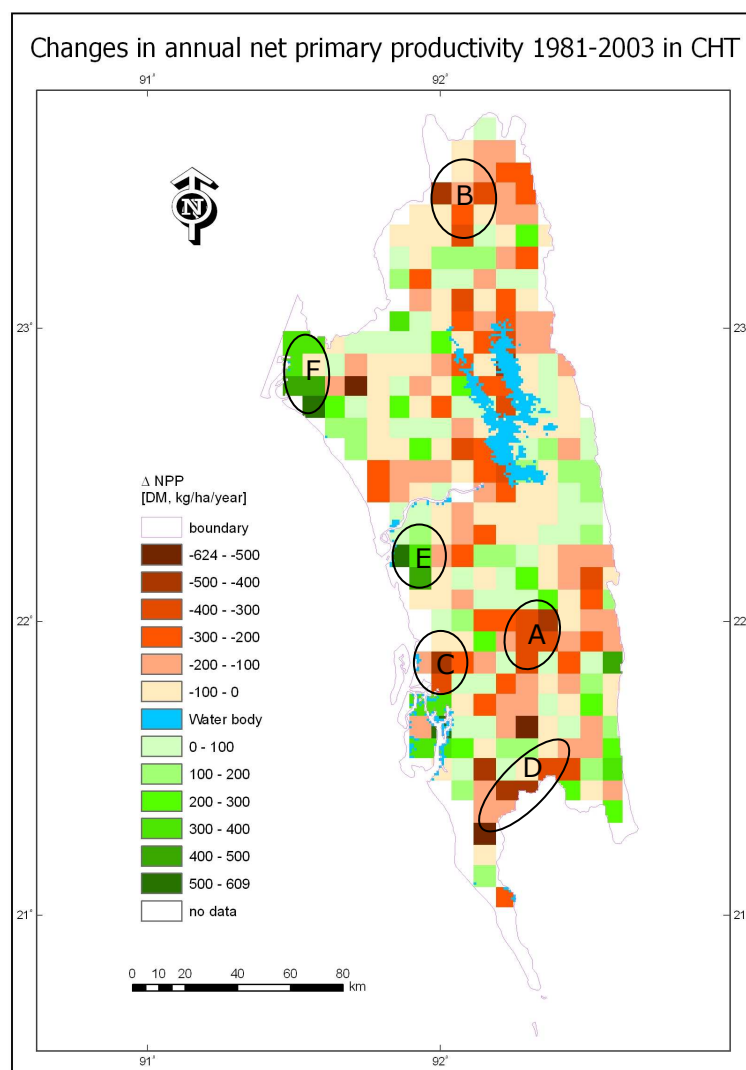 Changes in annual net primary productivity 1981-2003 in CHT
91°
92°
N
B
23
23
F
Δ NPP
[DM, kg/ha/year]
boundary
-624 - -500
-500 - -400
-400 - -300
-300 - -200
-200 - -100
-100 - 0
Water body
0 - 100
100 - 200
200 - 300
300 - 400
400 - 500
500 - 609
no data
E
22
22
A
C
D
21
21
0 10 20 40 60 80
km
91°
92°